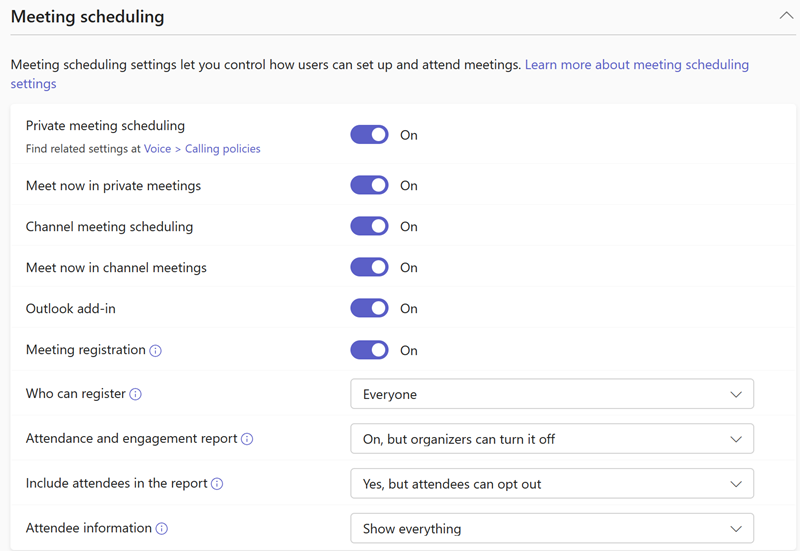 Meeting scheduling
Meeting scheduling settings let you control how users can set up and attend meetings. Learn more about meeting scheduling
settings
Private meeting scheduling
On
Find related settings at Voice > Calling policies
Meet now in private meetings
On
Channel meeting scheduling
On
Meet now in channel meetings
On
Outlook add-in
On
Meeting registration
On
Who can register
Everyone
Attendance and engagement report
On, but organizers can turn it off
Include attendees in the report
Yes, but attendees can opt out
Attendee information
Show everything